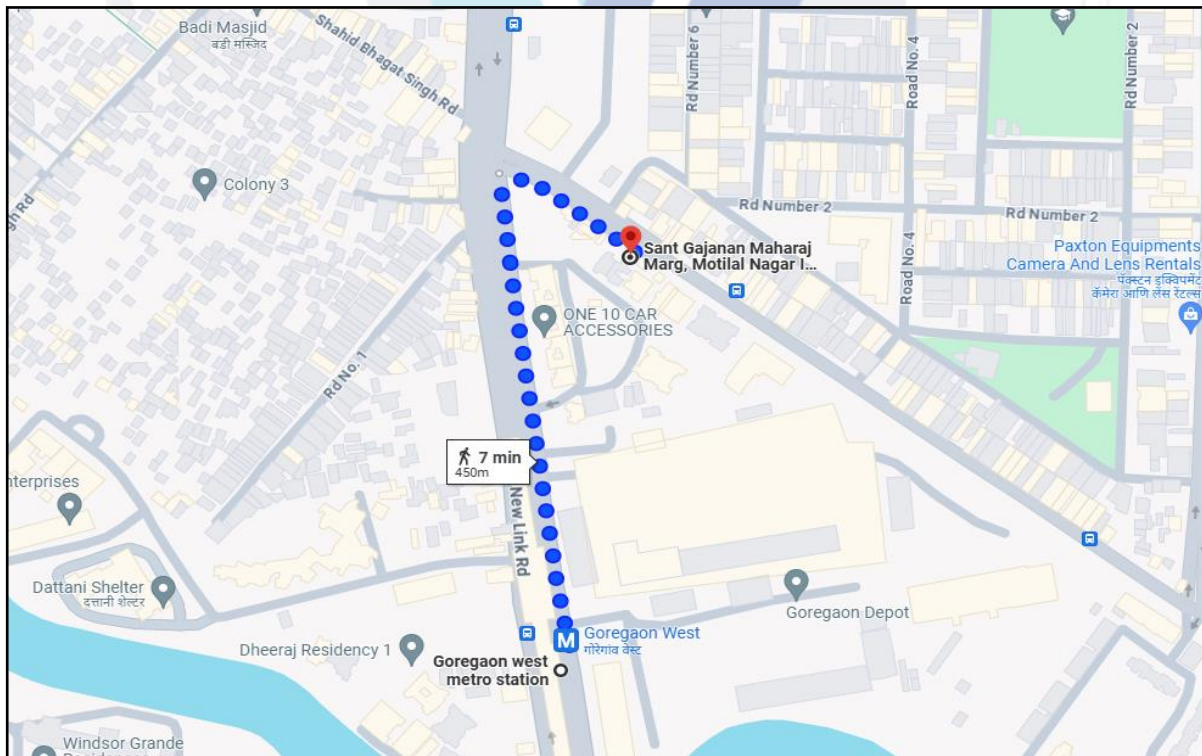 Badi Masjid
बडी मस्जिद
Shahid Bhagat Singh Rd
Rd Number 6
Road No. 4
Rd Number 2
Colony 3
gh Rd
Rd Number 2
Rd Number 2
Sant Gajanan Maharaj
Marg, Motilal Nagar I...
Road No. 4
Paxton Equipments
Camera And Lens Rentals
पॅक्स्टन इक्विपमेंट
कॅमेरा आणि लेंस रेंटल्स
ONE 10 CAR
ACCESSORIES
Rd No. 1
7 min
450m
New Link Rd
nterprises
Dattani Shelter
दत्तानी शेल्टर
Goregaon Depot
M
Goregaon West
गोरेगांव वेस्ट
Dheeraj Residency 1
Goregaon west
metro station
Windsor Grande